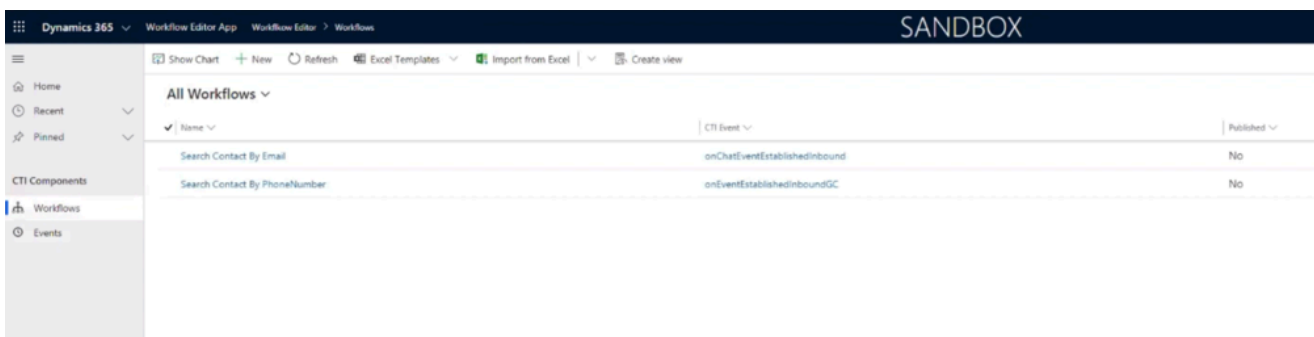 Dynamics 365 Workflow Editor App Workflkow Editor > Workflows SANDBOX
Show Chart New Refresh Excel Templates Import from Excel Create view
Home
All Workflows
Recent
Name CTI Event Published
Pinned
Search Contact By Email onChatEventEstablishedInbound No
CTI Components
Search Contact By PhoneNumber onEventEstablishedInboundGC No
Workflows
Events